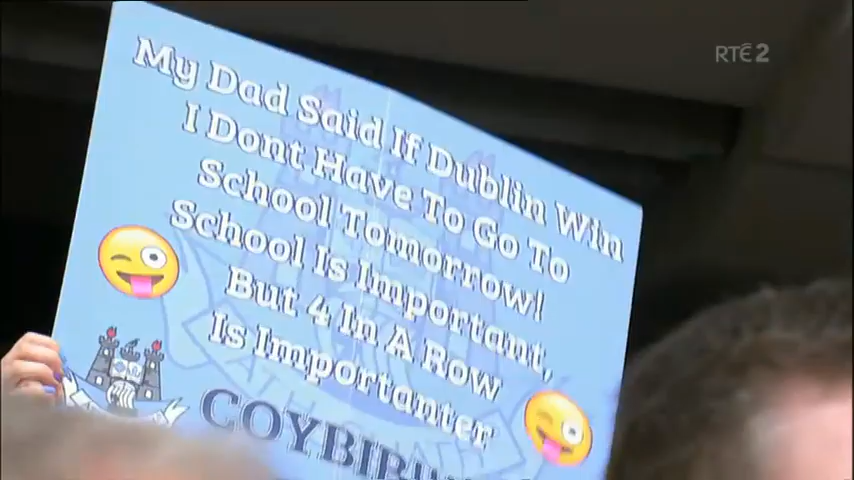 RTÉ2
My Dad Said If Dublin Win
I Dont Have To Go To
School Tomorrow!
School Is Important,
But 4 In A Row
Is Importanter